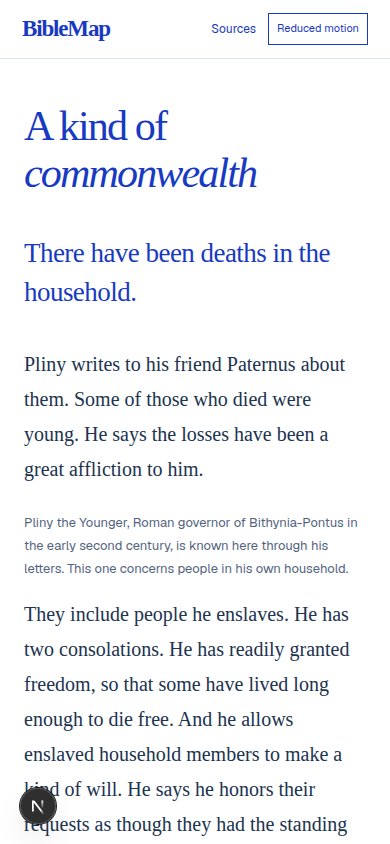 BibleMap
Sources
Reduced motion
A kind of
commonwealth
There have been deaths in the
household.
Pliny writes to his friend Paternus about
them. Some of those who died were
young. He says the losses have been a
great affliction to him.
Pliny the Younger, Roman governor of Bithynia-Pontus in
the early second century, is known here through his
letters. This one concerns people in his own household.
They include people he enslaves. He has
two consolations. He has readily granted
freedom, so that some have lived long
enough to die free. And he allows
enslaved household members to make a
kind of will. He says he honors their
N
requests as though they had the standing